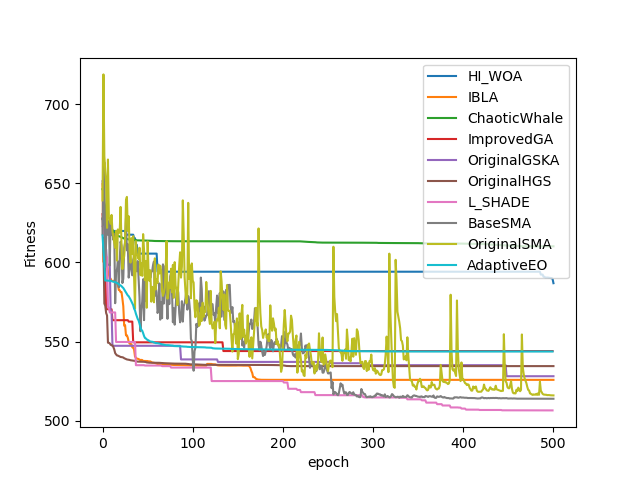 700
650
600
550
500
Fitness
0
100
200
300
400
500
epoch
HI_WOA
IBLA
ChaoticWhale
ImprovedGA
OriginalGSKA
OriginalHGS
L_SHADE
BaseSMA
OriginalSMA
AdaptiveEO